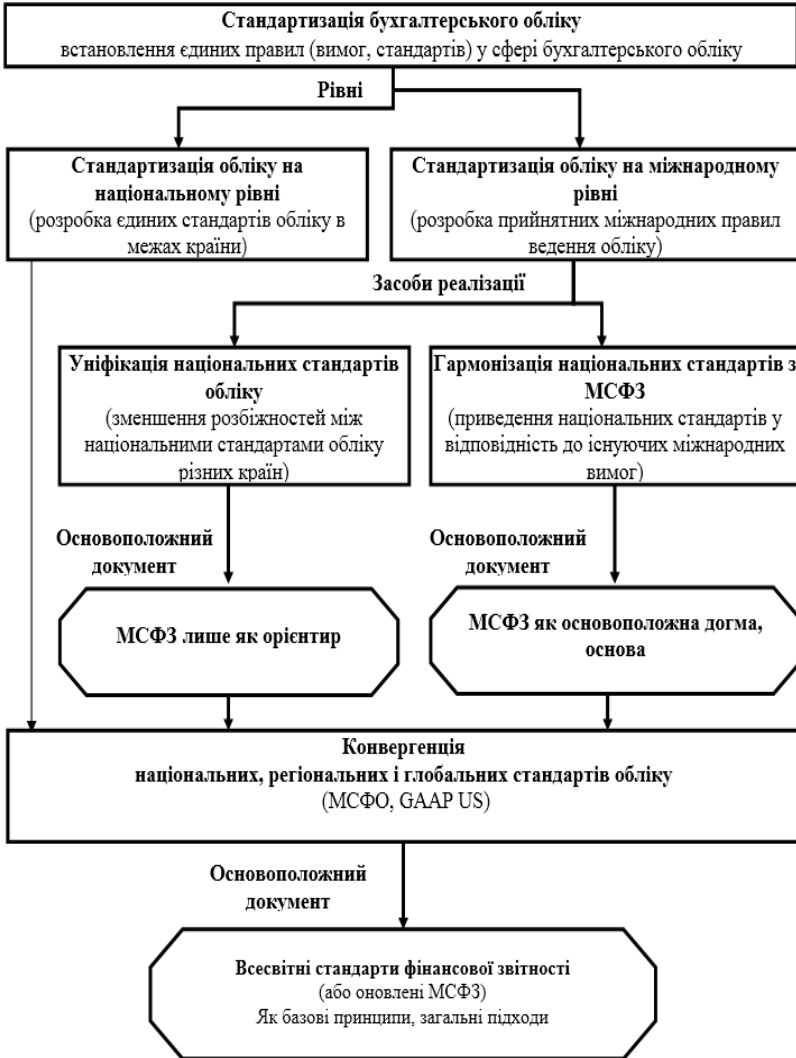 Стандартизація бухгалтерського обліку
встановлення єдиних правил (вимог, стандартів) у сфері бухгалтерського обліку
Рівні
Стандартизація обліку на
національному рівні
(розробка єдиних стандартів обліку в
межах країни)
Стандартизація обліку на міжнародному
рівні
(розробка прийнятних міжнародних правил
ведення обліку)
Засоби реалізації
Уніфікація національних стандартів
обліку
(зменшення розбіжностей між
національними стандартами обліку
різних країн)
Гармонізація національних стандартів з
МСФЗ
(приведення національних стандартів у
відповідність до існуючих міжнародних
вимог)
Основоположний
документ
Основоположний
документ
МСФЗ лише як орієнтир
МСФЗ як основоположна догма,
основа
Конвергенція
національних, регіональних і глобальних стандартів обліку
(МСФО, GAAP US)
Основоположний
документ
Всесвітні стандарти фінансової звітності
(або оновлені МСФЗ)
Як базові принципи, загальні підходи